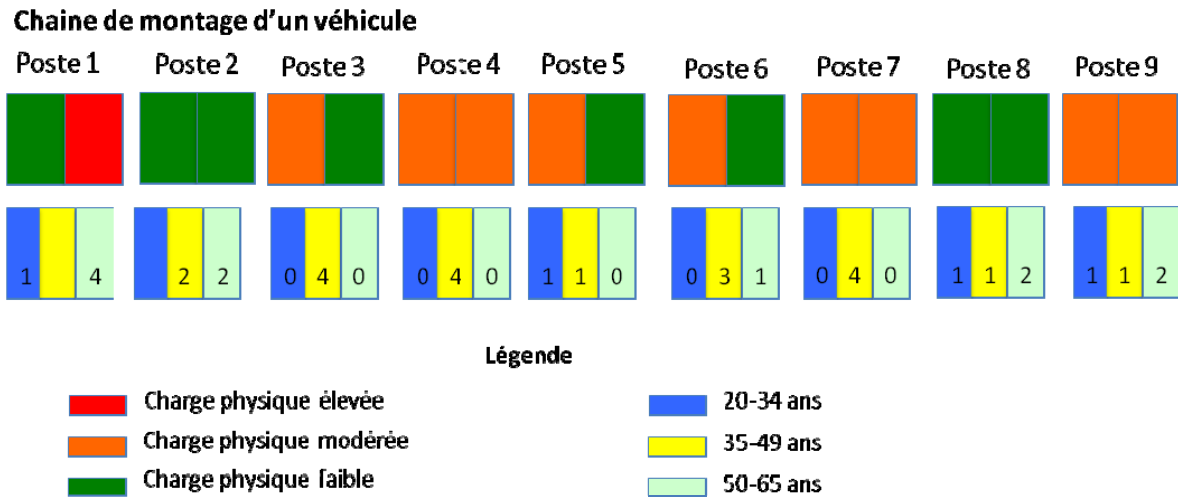 Chaine de montage d'un véhicule
Poste 1 Poste 2 Poste 3 Poste 4 Poste 5 Poste 6 Poste 7 Poste 8 Poste 9
1 4 2 2 0 4 0 0 4 0 1 1 0 0 3 1 0 4 0 1 1 2 1 1 2
Légende
Charge physique élevée 20-34 ans
Charge physique modérée 35-49 ans
Charge physique faible 50-65 ans